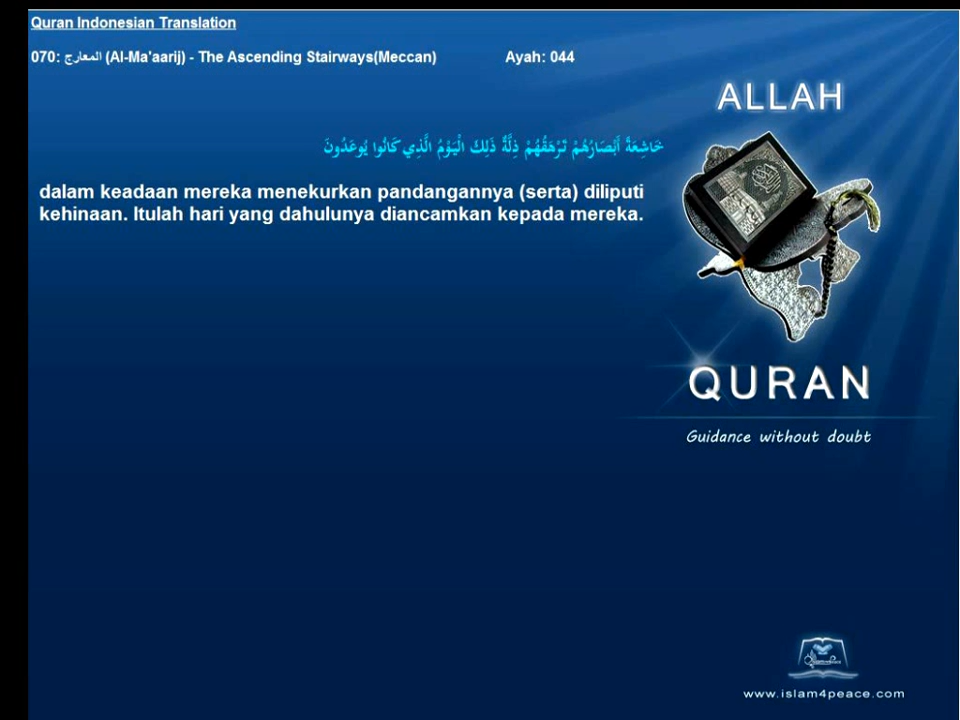 Quran Indonesian Translation
070: المعارج (Al-Ma'aarij) - The Ascending Stairways(Meccan) Ayah: 044
ALLAH
خَاشِعَةً أَبْصَارُهُمْ تَرْهَقُهُمْ ذِلَّةٌ ذَلِكَ الْيَوْمُ الَّذِي كَانُوا يُوعَدُونَ
dalam keadaan mereka menekurkan pandangannya (serta) diliputi
kehinaan. Itulah hari yang dahulunya diancamkan kepada mereka.
QURAN
Guidance without doubt
www.islam4peace.com